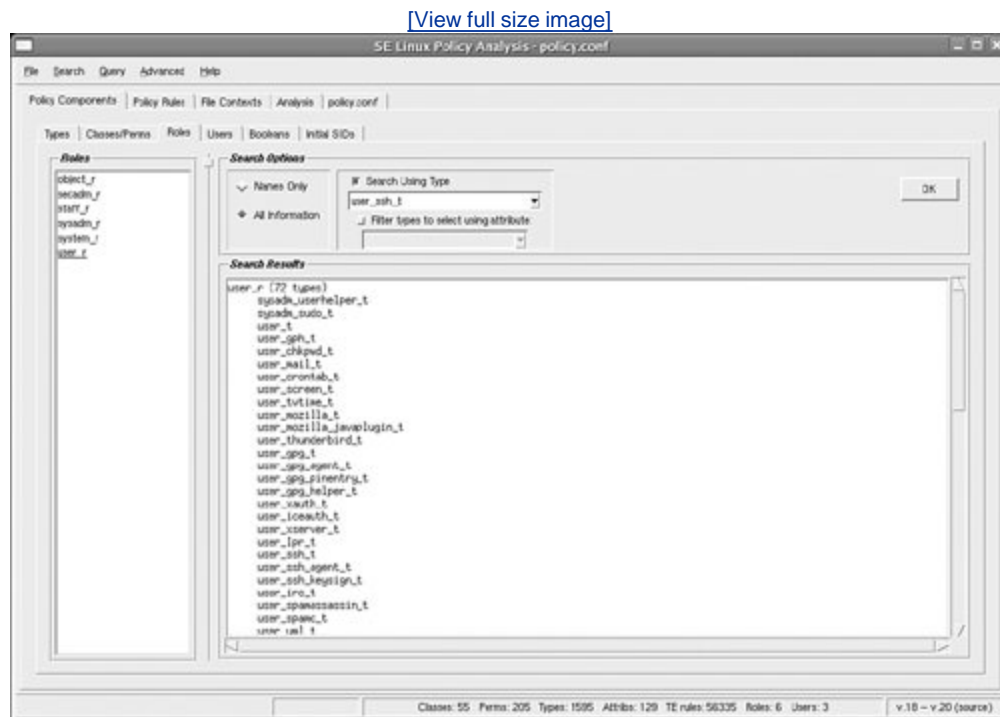 [View full size image]
SE Linux Policy Analysis - policy.conf
File Search Query Advanced Help
Policy Components Policy Rules File Contexts Analysis policy.conf
Types Classes/Perms Roles Users Booleans Initial SIDs
Roles
object_r
secadm_r
staff_r
sysadm_r
system_r
user_r
Search Options
Names Only
All Information
Search Using Type
user_ssh_t
Filter types to select using attribute
OK
Search Results
user_r (72 types)
sysadm_userhelper_t
sysadm_sudo_t
user_t
user_gph_t
user_chkpwd_t
user_mail_t
user_crontab_t
user_screen_t
user_tvtime_t
user_mozilla_t
user_mozilla_javaplugin_t
user_thunderbird_t
user_gpg_t
user_gpg_agent_t
user_gpg_pinentry_t
user_gpg_helper_t
user_xauth_t
user_iceauth_t
user_xserver_t
user_lpr_t
user_ssh_t
user_ssh_agent_t
user_ssh_keysign_t
user_irc_t
user_spamassassin_t
user_spamc_t
user_uml_t
Classes: 55 Perms: 205 Types: 1595 Attribs: 129 TE rules: 56335 Roles: 6 Users: 3
v.18 – v.20 (source)